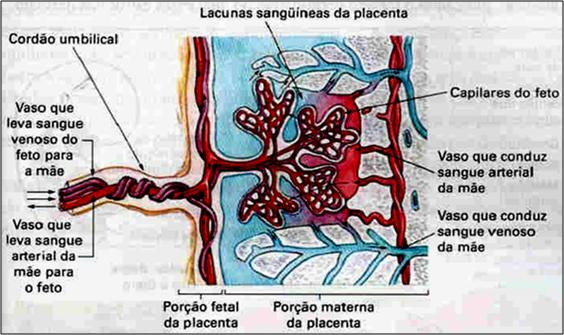 Lacunas sangüíneas da placenta
Cordão umbilical
Vaso que
leva sangue
venoso do
feto para
a mãe
Vaso que
leva sangue
arterial da
mãe para
o feto
Capilares do feto
Vaso que conduz
sangue arterial
da mãe
Vaso que conduz
sangue venoso
da mãe
Porção fetal
da placenta
Porção materna
da placenta